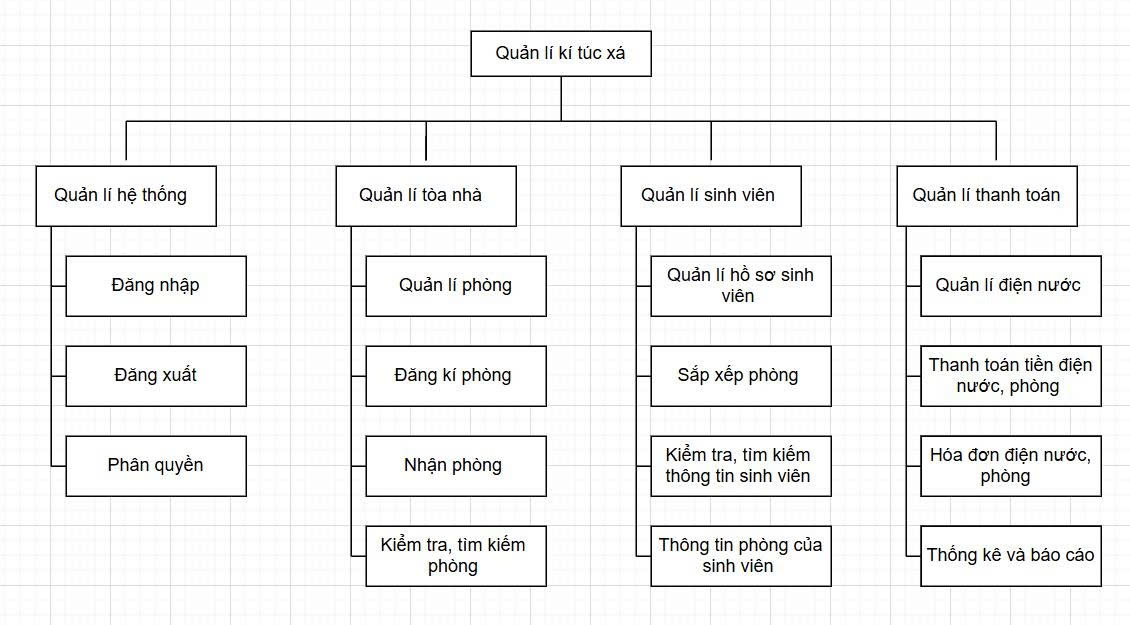 Quản lí kí túc xá
Quản lí hệ thống
Quản lí tòa nhà
Quản lí sinh viên
Quản lí thanh toán
Đăng nhập
Quản lí phòng
Quản lí hồ sơ sinh
viên
Quản lí điện nước
Đăng xuất
Đăng kí phòng
Sắp xếp phòng
Thanh toán tiền điện
nước, phòng
Phân quyền
Nhận phòng
Kiểm tra, tìm kiếm
thông tin sinh viên
Hóa đơn điện nước,
phòng
Kiểm tra, tìm kiếm
phòng
Thông tin phòng của
sinh viên
Thống kê và báo cáo